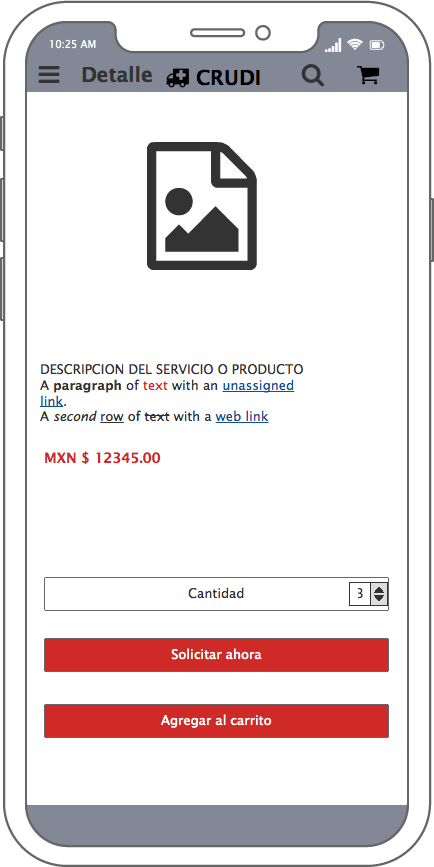 10:25 AM
Detalle CRUDI
DESCRIPCION DEL SERVICIO O PRODUCTO
A paragraph of text with an unassigned
link.
A second row of text with a web link
MXN $ 12345.00
Cantidad 3
Solicitar ahora
Agregar al carrito